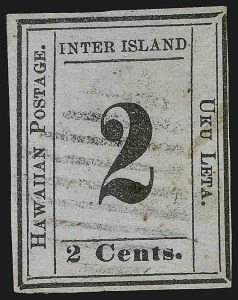 INTER ISLAND
HAWAIIAN POSTAGE.
2
UKU LETA.
2 Cents.